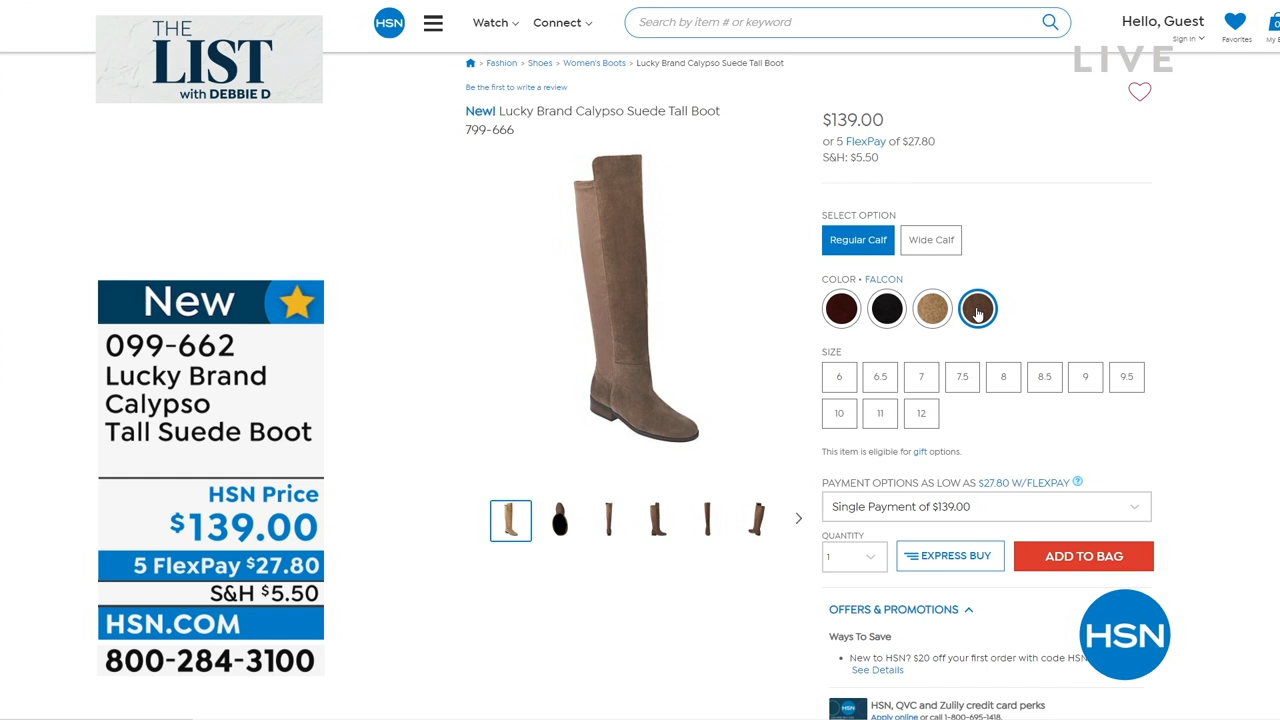 THE
LIST
with DEBBIE D
HSN
Watch
Connect
Search by item # or keyword
Hello, Guest
Sign In
Favorites
LIVE
Fashion > Shoes > Women's Boots > Lucky Brand Calypso Suede Tall Boot
Be the first to write a review
New! Lucky Brand Calypso Suede Tall Boot
799-666
$139.00
or 5 FlexPay of $27.80
S&H: $5.50
SELECT OPTION
Regular Calf
Wide Calf
COLOR • FALCON
SIZE
6 6.5 7 7.5 8 8.5 9 9.5
10 11 12
This item is eligible for gift options.
PAYMENT OPTIONS AS LOW AS $27.80 W/FLEXPAY ?
Single Payment of $139.00
QUANTITY
1
EXPRESS BUY
ADD TO BAG
OFFERS & PROMOTIONS
Ways To Save
• New to HSN? $20 off your first order with code HSN
See Details
HSN, QVC and Zulily credit card perks
Apply online or call 1-800-695-1418.
New
099-662
Lucky Brand
Calypso
Tall Suede Boot
HSN Price
$139.00
5 FlexPay $27.80
S&H $5.50
HSN.COM
800-284-3100
HSN